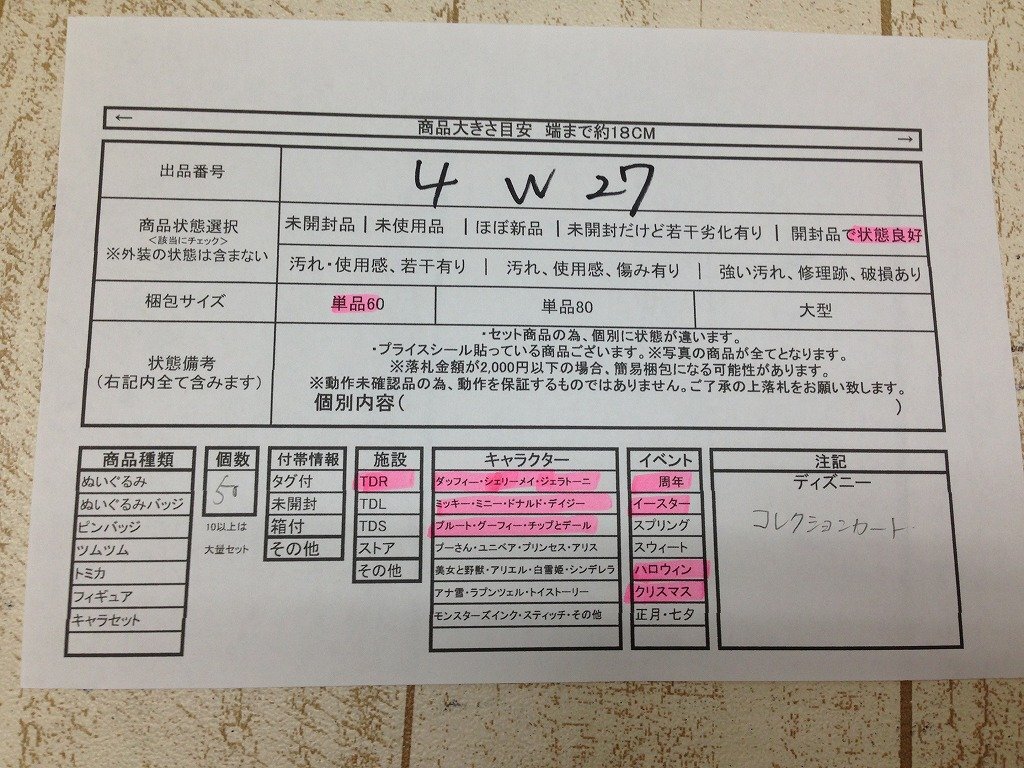 ← 商品大きさ目安 端まで約18CM →
出品番号 4 W 27
商品状態選択
<該当にチェック>
※外装の状態は含まない
未開封品 | 未使用品 | ほぼ新品 | 未開封だけど若干劣化有り | 開封品で状態良好
汚れ・使用感、若干有り | 汚れ、使用感、傷み有り | 強い汚れ、修理跡、破損あり
梱包サイズ 単品60 単品80 大型
状態備考
(右記内全て含みます)
・セット商品の為、個別に状態が違います。
・プライスシール貼っている商品ございます。※写真の商品が全てとなります。
※落札金額が2,000円以下の場合、簡易梱包になる可能性があります。
※動作未確認品の為、動作を保証するものではありません。ご了承の上落札をお願い致します。
個別内容( )
商品種類
ぬいぐるみ
ぬいぐるみバッジ
ピンバッジ
ツムツム
トミカ
フィギュア
キャラセット
個数
10以上は
大量セット
付帯情報
タグ付
未開封
箱付
その他
施設
TDR
TDL
TDS
ストア
その他
キャラクター
ダッフィー・シェリーメイ・ジェラトーニ
ミッキー・ミニー・ドナルド・デイジー
プルート・グーフィー・チップとデール
プーさん・ユニベア・プリンセス・アリス
美女と野獣・アリエル・白雪姫・シンデレラ
アナ雪・ラプンツェル・トイストーリー
モンスターズインク・スティッチ・その他
イベント
周年
イースター
スプリング
スウィート
ハロウィン
クリスマス
正月・七夕
注記
ディズニー
コレクションカード